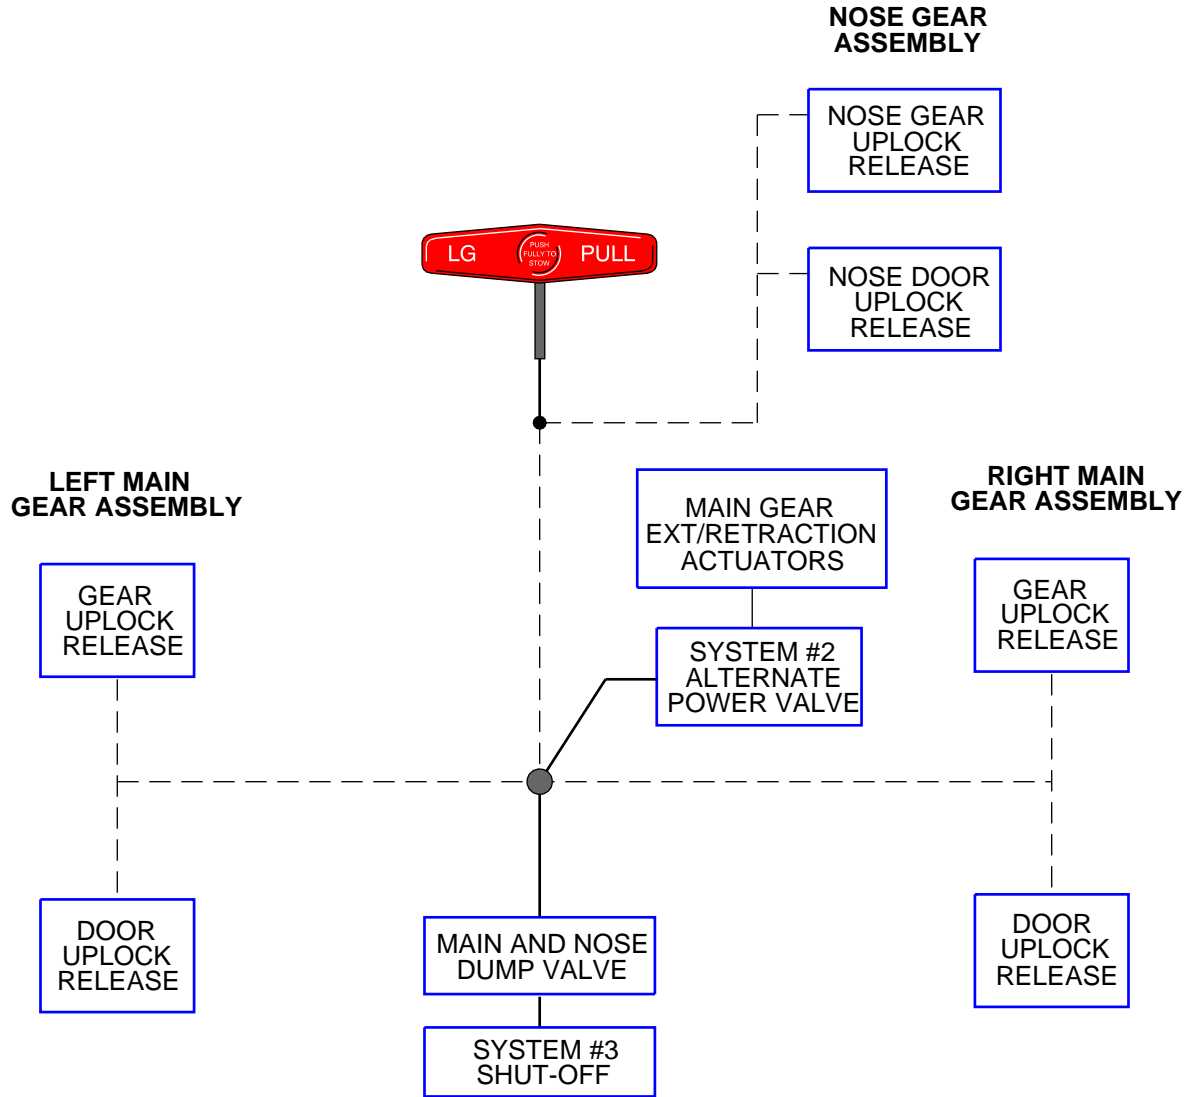 NOSE GEAR
ASSEMBLY
NOSE GEAR
UPLOCK
RELEASE
LG
PUSH
FULLY TO
STOW
PULL
NOSE DOOR
UPLOCK
RELEASE
LEFT MAIN
GEAR ASSEMBLY
MAIN GEAR
EXT/RETRACTION
ACTUATORS
RIGHT MAIN
GEAR ASSEMBLY
GEAR
UPLOCK
RELEASE
SYSTEM #2
ALTERNATE
POWER VALVE
GEAR
UPLOCK
RELEASE
DOOR
UPLOCK
RELEASE
MAIN AND NOSE
DUMP VALVE
DOOR
UPLOCK
RELEASE
SYSTEM #3
SHUT-OFF